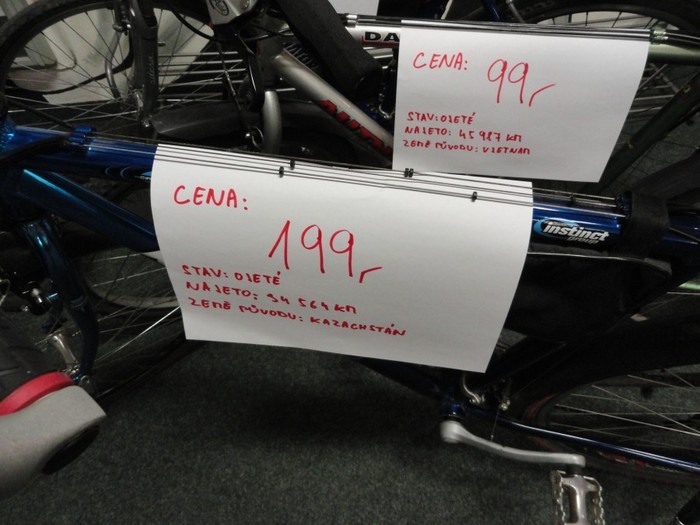 DA
CENA: 99,-
STAV: OJETÉ
NAJETO: 45 987 KM
ZEMĚ PŮVODU: VIETNAM
CENA:
199,-
STAV: OJETÉ
NAJETO: 34 564 KM
ZEMĚ PŮVODU: KAZACHSTÁN
instinct